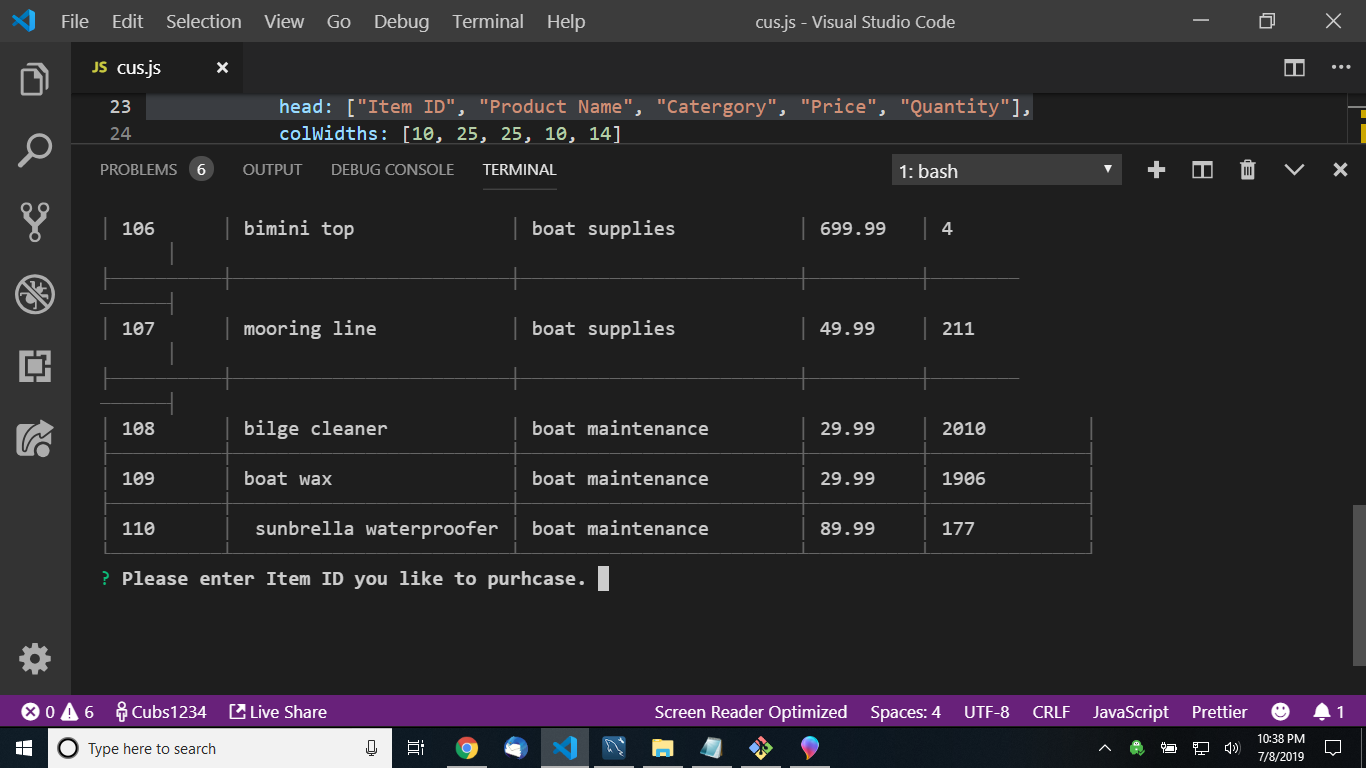 File Edit Selection View Go Debug Terminal Help cus.js - Visual Studio Code
JS cus.js
23 head: ["Item ID", "Product Name", "Catergory", "Price", "Quantity"],
24 colWidths: [10, 25, 25, 10, 14]
PROBLEMS 6 OUTPUT DEBUG CONSOLE TERMINAL 1: bash
106 bimini top boat supplies 699.99 4
107 mooring line boat supplies 49.99 211
108 bilge cleaner boat maintenance 29.99 2010
109 boat wax boat maintenance 29.99 1906
110 sunbrella waterproofer boat maintenance 89.99 177
? Please enter Item ID you like to purhcase.
0 6 Cubs1234 Live Share Screen Reader Optimized Spaces: 4 UTF-8 CRLF JavaScript Prettier 1
Type here to search 10:38 PM
7/8/2019